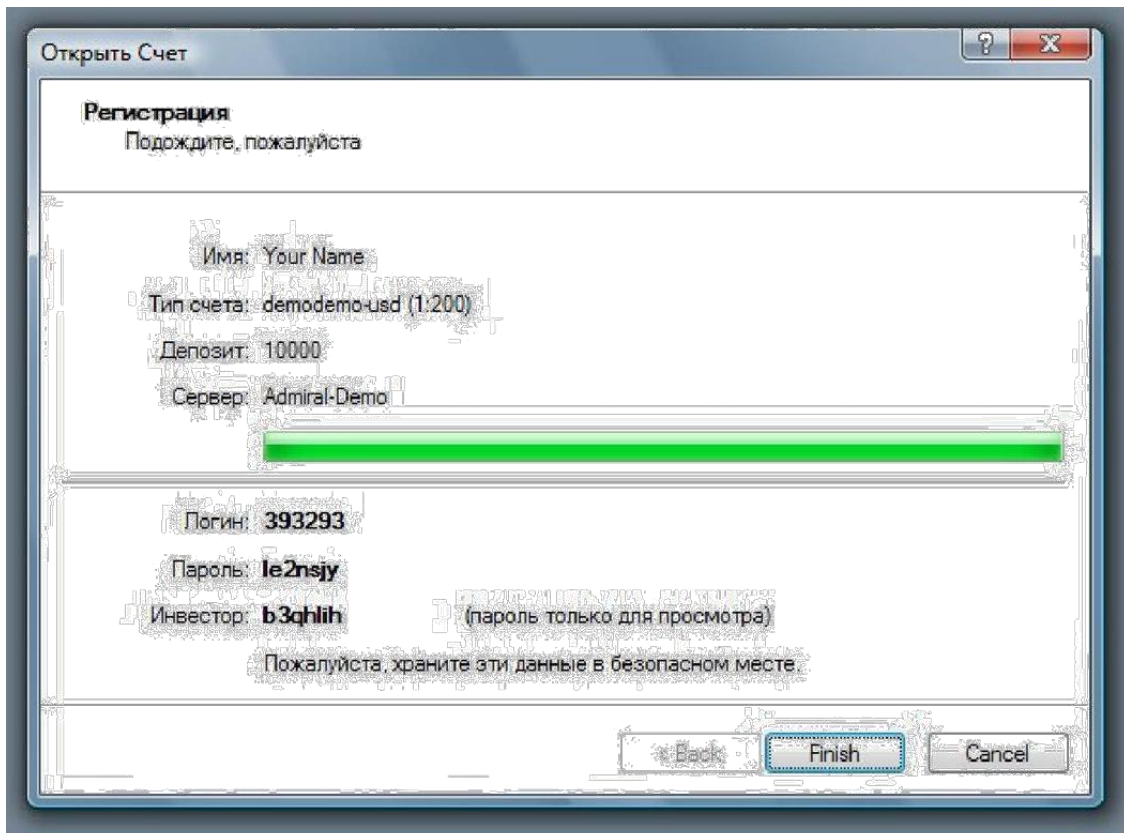 Открыть Счет
Регистрация
Подождите, пожалуйста
Имя: Your Name
Тип счета: demodemo-usd (1:200)
Депозит: 10000
Сервер: Admiral-Demo
Логин: 393293
Пароль: le2nsjy
Инвестор: b3qhlih (пароль только для просмотра)
Пожалуйста, храните эти данные в безопасном месте.
< Back Finish Cancel